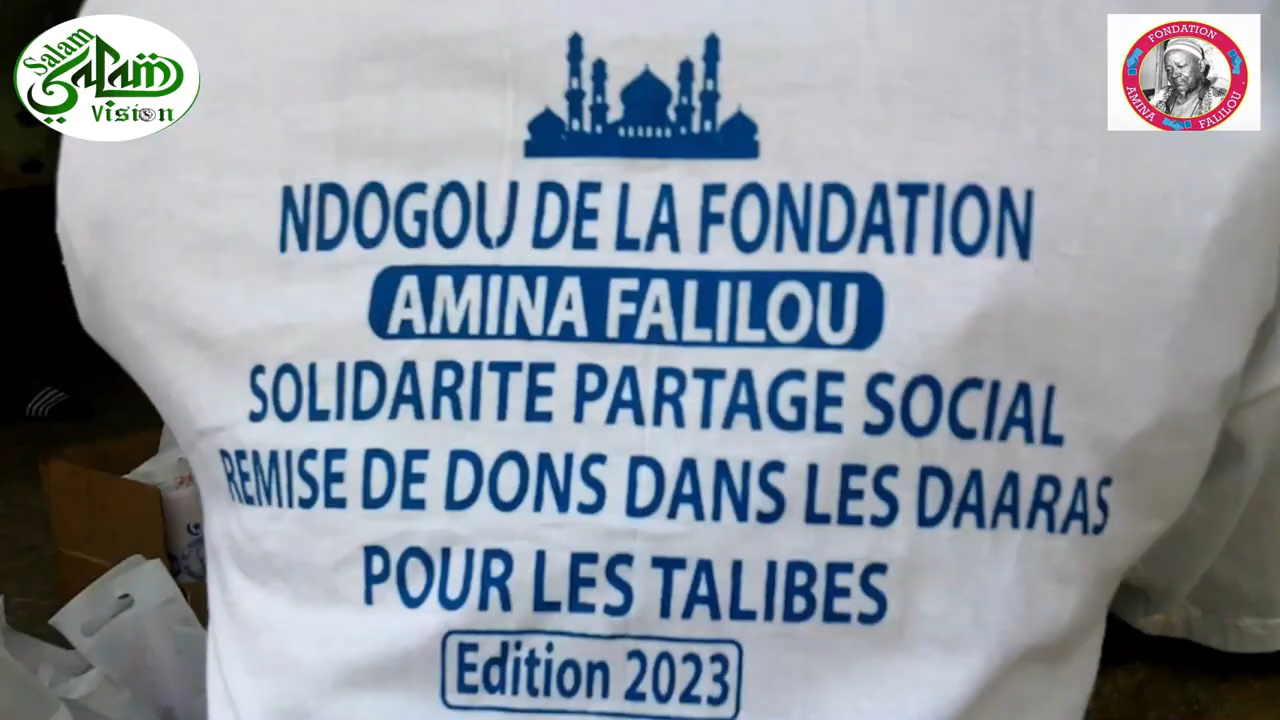 Salam
Salam
Vision
FONDATION
AMINA FALILOU
NDOGOU DE LA FONDATION
AMINA FALILOU
SOLIDARITE PARTAGE SOCIAL
REMISE DE DONS DANS LES DAARAS
POUR LES TALIBES
Edition 2023